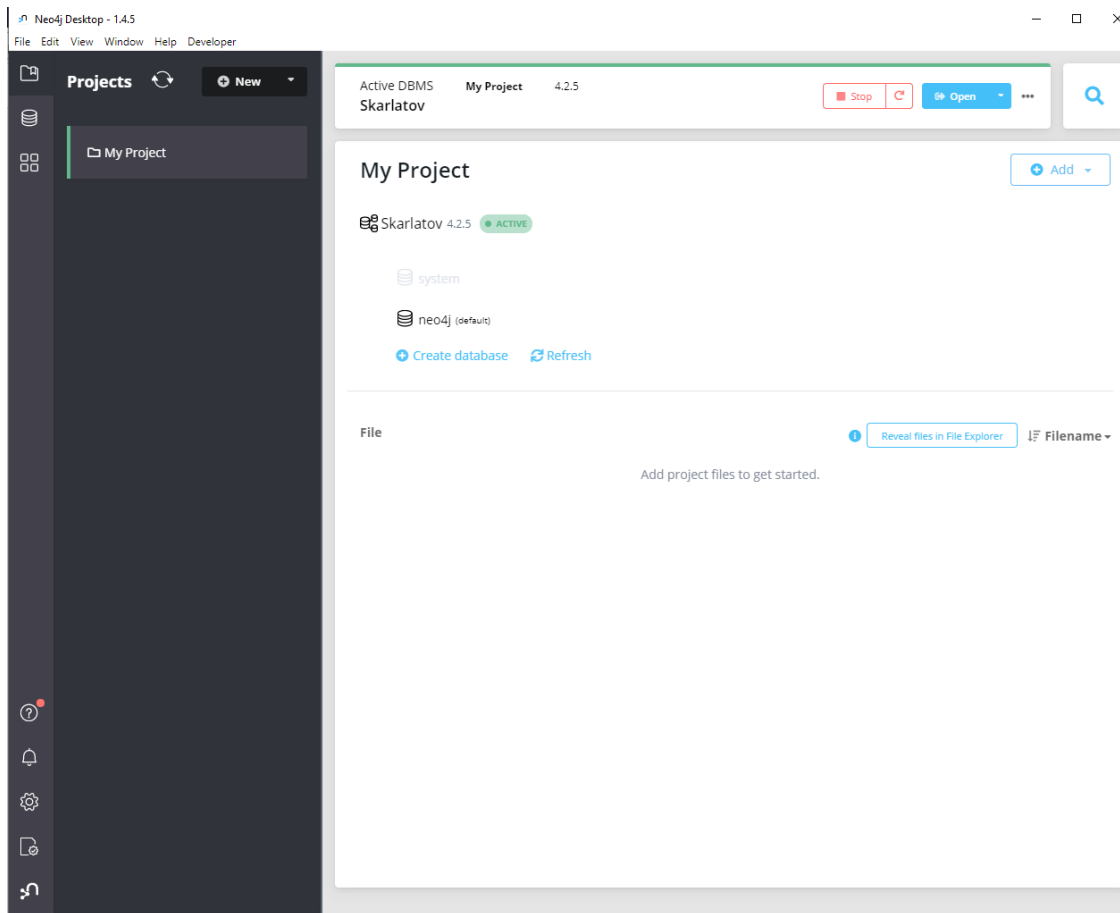 Neo4j Desktop - 1.4.5
File Edit View Window Help Developer
Projects
New
My Project
Active DBMS My Project 4.2.5
Skarlatov
Stop
Open
My Project
Add
Skarlatov 4.2.5 ACTIVE
system
neo4j (default)
Create database Refresh
File
Reveal files in File Explorer
Filename
Add project files to get started.